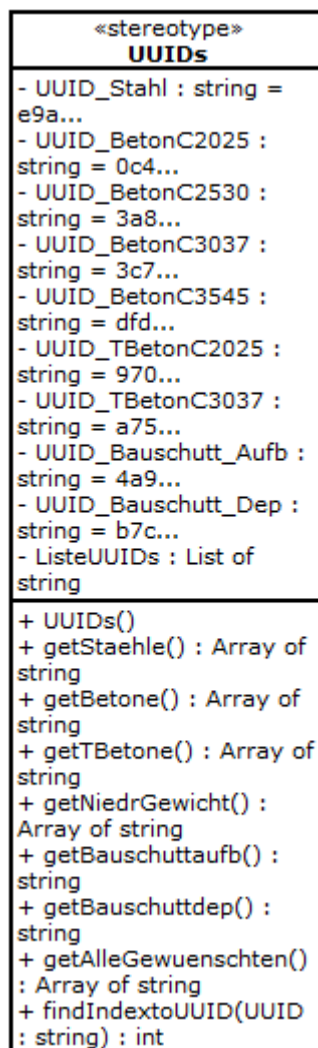 «stereotype»
UUIDs
- UUID_Stahl : string =
e9a...
- UUID_BetonC2025 :
string = 0c4...
- UUID_BetonC2530 :
string = 3a8...
- UUID_BetonC3037 :
string = 3c7...
- UUID_BetonC3545 :
string = dfd...
- UUID_TBetonC2025 :
string = 970...
- UUID_TBetonC3037 :
string = a75...
- UUID_Bauschutt_Aufb :
string = 4a9...
- UUID_Bauschutt_Dep :
string = b7c...
- ListeUUIDs : List of
string
+ UUIDs()
+ getStaehle() : Array of
string
+ getBetone() : Array of
string
+ getTBetone() : Array of
string
+ getNiedrGewicht() :
Array of string
+ getBauschuttaufb() :
string
+ getBauschuttdep() :
string
+ getAlleGewuenschten()
: Array of string
+ findIndextoUUID(UUID
: string) : int